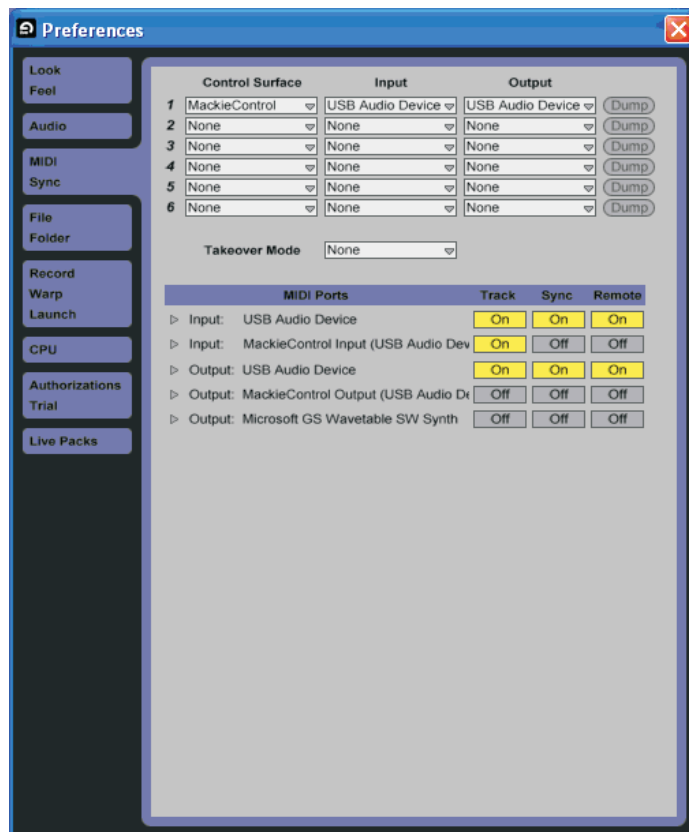 Preferences
Look
Feel
Audio
MIDI
Sync
File
Folder
Record
Warp
Launch
CPU
Authorizations
Trial
Live Packs
Control Surface Input Output
1 MackieControl USB Audio Device USB Audio Device Dump
2 None None None Dump
3 None None None Dump
4 None None None Dump
5 None None None Dump
6 None None None Dump
Takeover Mode None
MIDI Ports Track Sync Remote
Input: USB Audio Device On On On
Input: MackieControl Input (USB Audio Dev On Off Off
Output: USB Audio Device On On On
Output: MackieControl Output (USB Audio De Off Off Off
Output: Microsoft GS Wavetable SW Synth Off Off Off